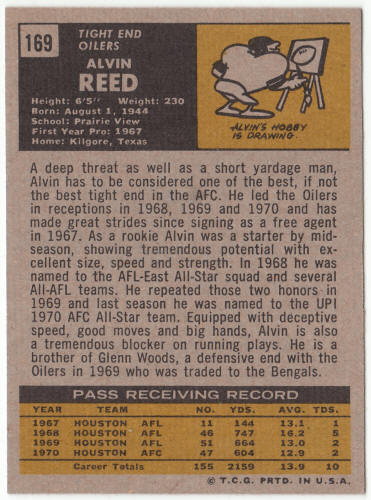 169
TIGHT END
OILERS
ALVIN
REED
Height: 6'5" Weight: 230
Born: August 1, 1944
School: Prairie View
First Year Pro: 1967
Home: Kilgore, Texas
ALVIN'S HOBBY
IS DRAWING.
A deep threat as well as a short yardage man,
Alvin has to be considered one of the best, if not
the best tight end in the AFC. He led the Oilers
in receptions in 1968, 1969 and 1970 and has
made great strides since signing as a free agent
in 1967. As a rookie Alvin was a starter by mid-
season, showing tremendous potential with ex-
cellent size, speed and strength. In 1968 he was
named to the AFL-East All-Star squad and several
All-AFL teams. He repeated those two honors in
1969 and last season he was named to the UPI
1970 AFC All-Star team. Equipped with deceptive
speed, good moves and big hands, Alvin is also
a tremendous blocker on running plays. He is a
brother of Glenn Woods, a defensive end with the
Oilers in 1969 who was traded to the Bengals.
PASS RECEIVING RECORD
YEAR TEAM NO. YDS. AVG. TDS.
1967 HOUSTON AFL 11 144 13.1 1
1968 HOUSTON AFL 46 747 16.2 5
1969 HOUSTON AFL 51 664 13.0 2
1970 HOUSTON AFC 47 604 12.9 2
Career Totals 155 2159 13.9 10
© T.C.G. PRTD. IN U.S.A.